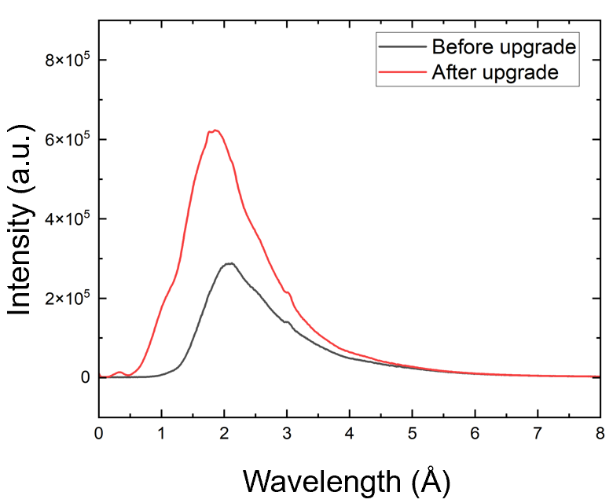 Before upgrade
After upgrade
8×10⁵
6×10⁵
4×10⁵
2×10⁵
0
Intensity (a.u.)
0 1 2 3 4 5 6 7 8
Wavelength (Å)